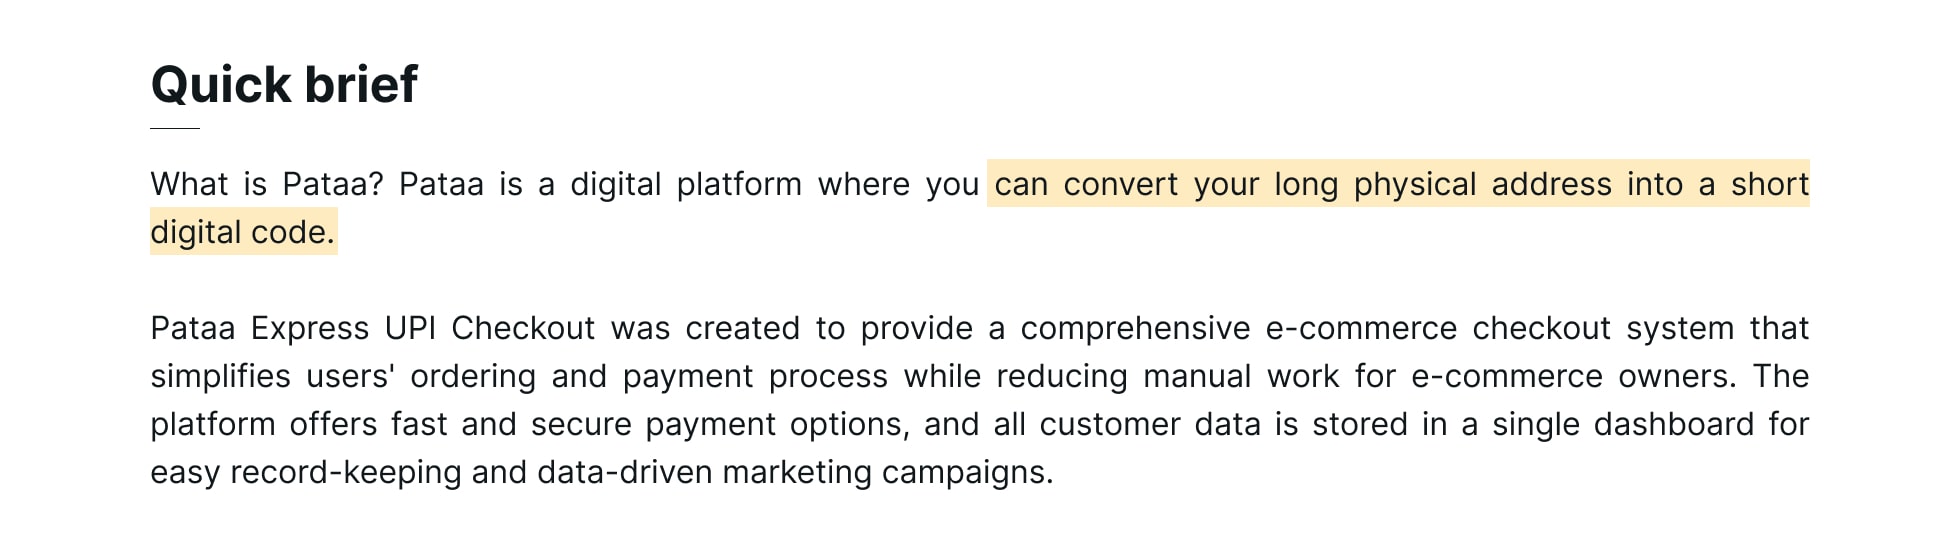 Quick brief
What is Pataa? Pataa is a digital platform where you can convert your long physical address into a short
digital code.
Pataa Express UPI Checkout was created to provide a comprehensive e-commerce checkout system that
simplifies users' ordering and payment process while reducing manual work for e-commerce owners. The
platform offers fast and secure payment options, and all customer data is stored in a single dashboard for
easy record-keeping and data-driven marketing campaigns.